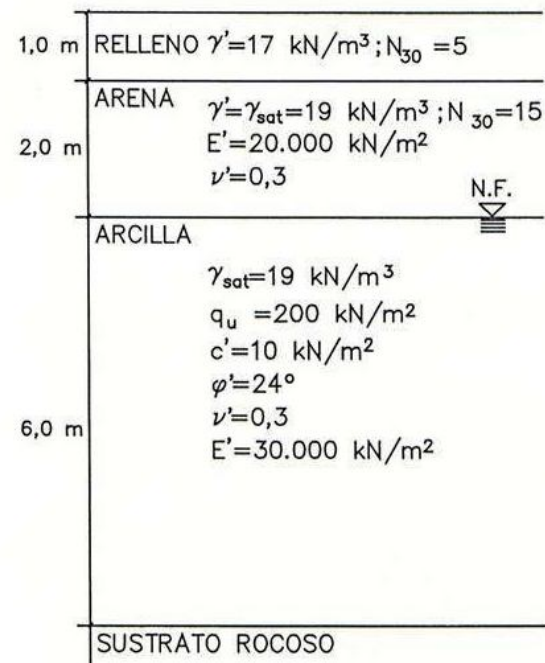 1,0 m RELLENO γ'=17 kN/m³;N₃₀ =5
ARENA γ'=γsat=19 kN/m³;N ₃₀=15
2,0 m E'=20.000 kN/m²
ν'=0,3
N.F.
ARCILLA
γsat=19 kN/m³
qu =200 kN/m²
c'=10 kN/m²
φ'=24°
ν'=0,3
6,0 m E'=30.000 kN/m²
SUSTRATO ROCOSO